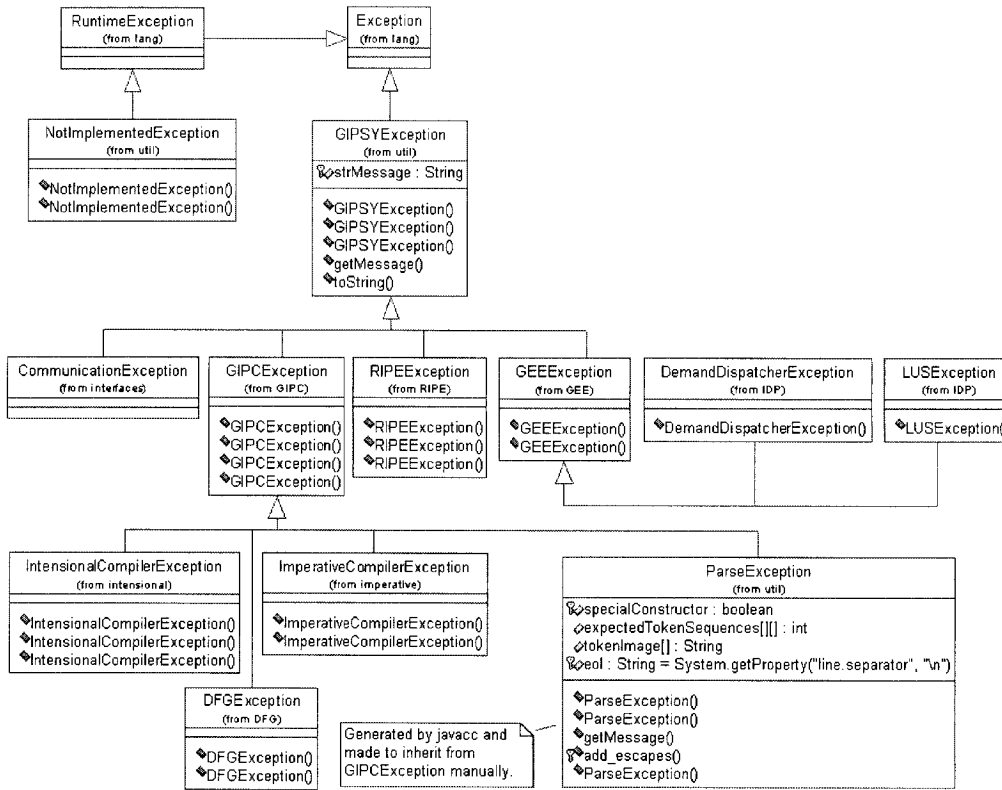 RuntimeException
(from lang)
Exception
(from lang)
NotImplementedException
(from util)
NotImplementedException()
NotImplementedException()
GIPSYException
(from util)
strMessage : String
GIPSYException()
GIPSYException()
GIPSYException()
getMessage()
toString()
CommunicationException
(from interfaces)
GIPCException
(from GIPC)
GIPCException()
GIPCException()
GIPCException()
GIPCException()
RIPEException
(from RIPE)
RIPEException()
RIPEException()
RIPEException()
GEEException
(from GEE)
GEEException()
GEEException()
DemandDispatcherException
(from IDP)
DemandDispatcherException()
LUSException
(from IDP)
LUSException()
IntensionalCompilerException
(from intensional)
IntensionalCompilerException()
IntensionalCompilerException()
IntensionalCompilerException()
ImperativeCompilerException
(from imperative)
ImperativeCompilerException()
ImperativeCompilerException()
ParseException
(from util)
specialConstructor : boolean
expectedTokenSequences[][] : int
tokenImage[] : String
eol : String = System.getProperty("line.separator", "\n")
ParseException()
ParseException()
getMessage()
add_escapes()
ParseException()
DFGException
(from DFG)
DFGException()
DFGException()
Generated by javacc and
made to inherit from
GIPCException manually.